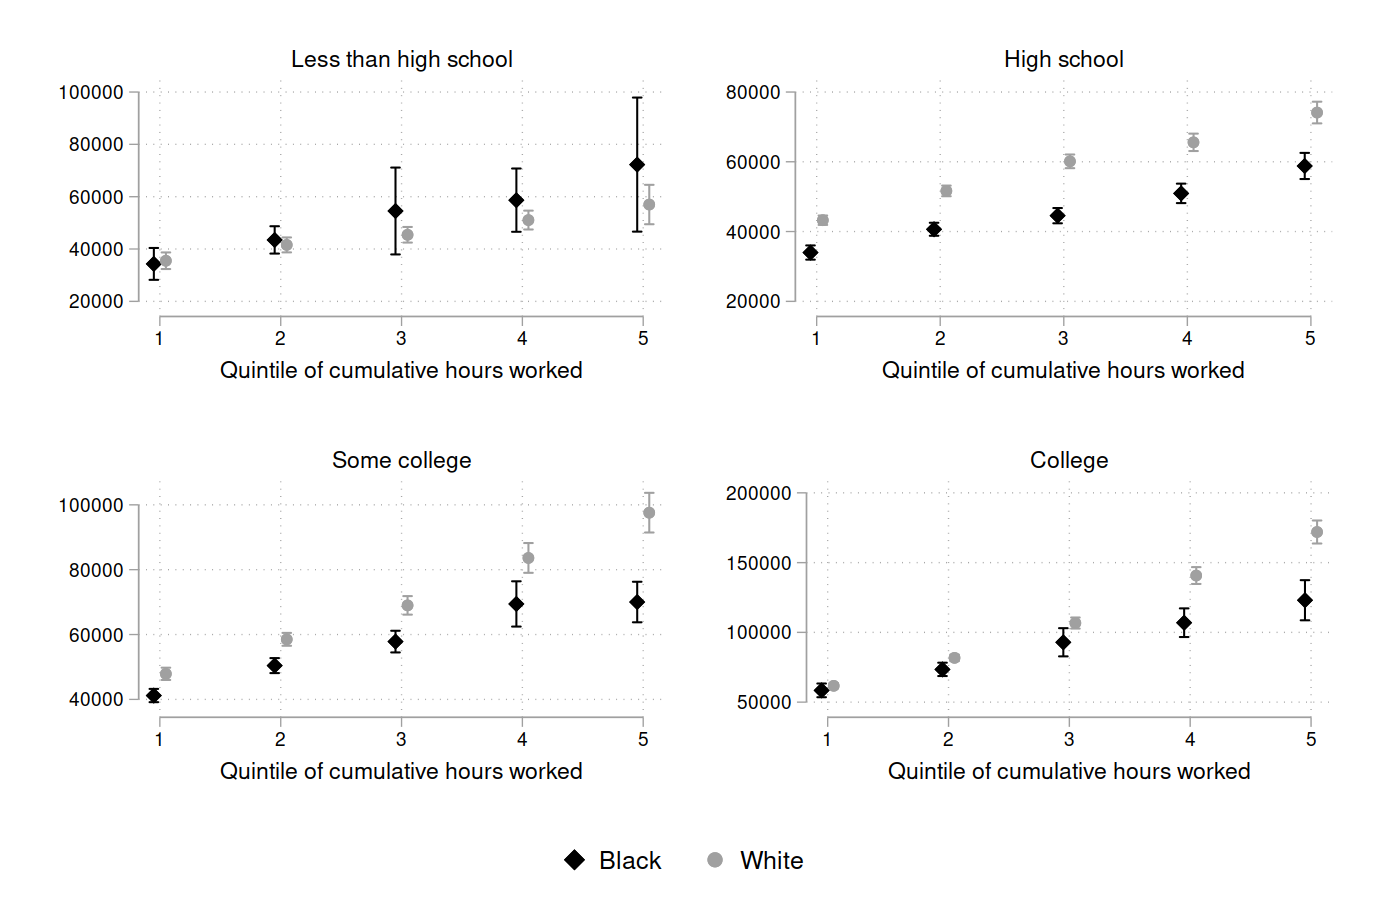 Less than high school
100000
80000
60000
40000
20000
1 2 3 4 5
Quintile of cumulative hours worked
High school
80000
60000
40000
20000
1 2 3 4 5
Quintile of cumulative hours worked
Some college
100000
80000
60000
40000
1 2 3 4 5
Quintile of cumulative hours worked
College
200000
150000
100000
50000
1 2 3 4 5
Quintile of cumulative hours worked
Black White